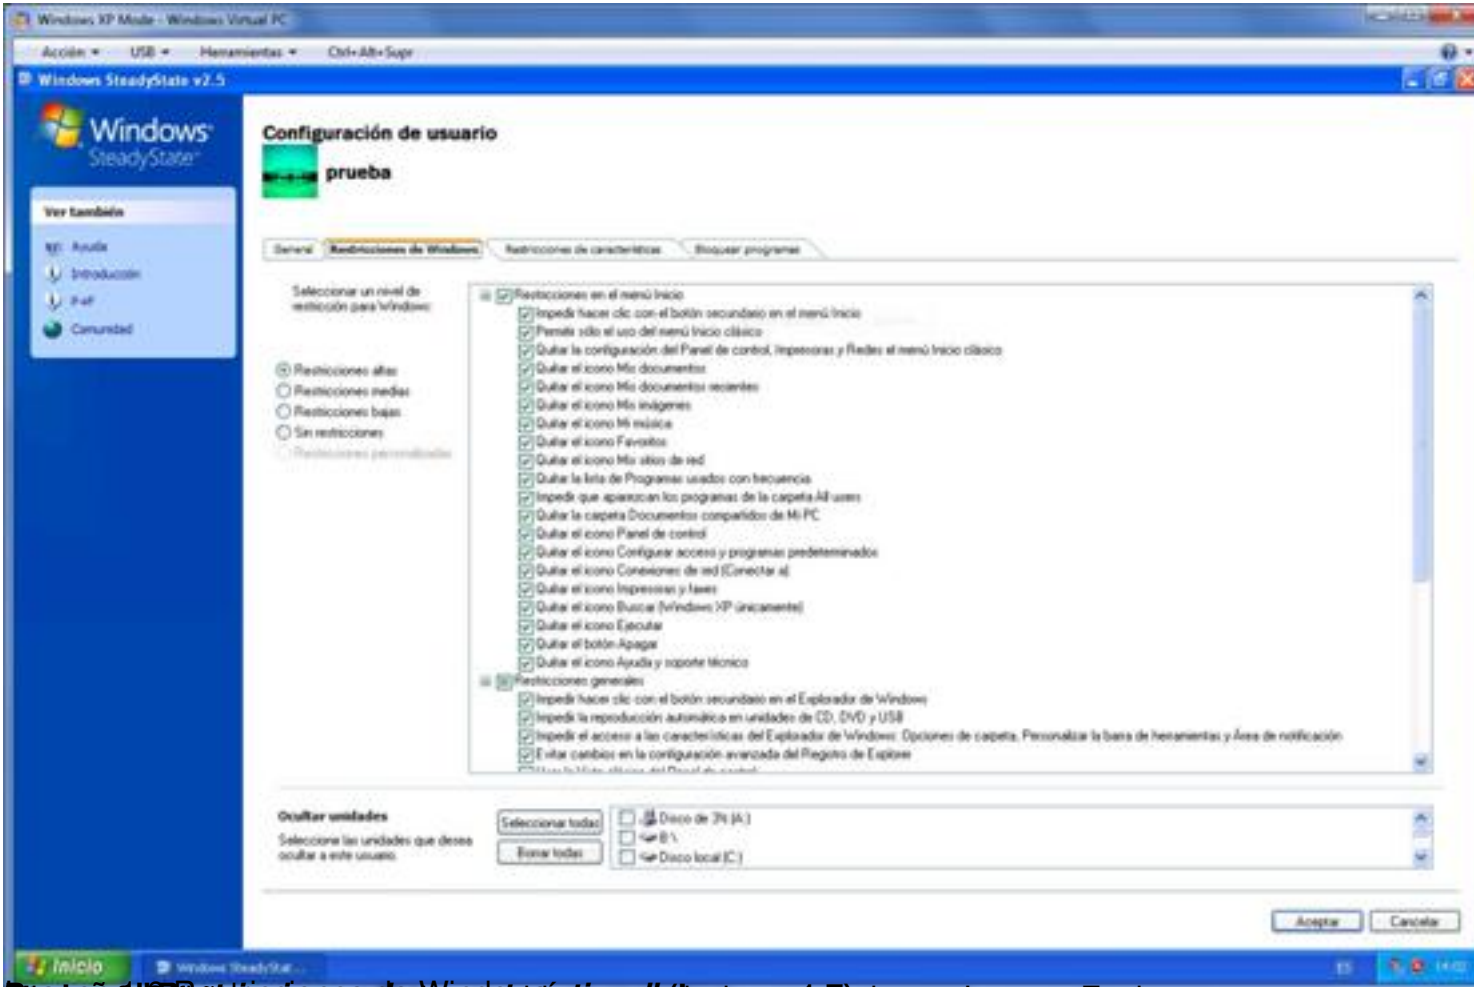 Windows XP Mode - Windows Virtual PC
Acción USB Herramientas Ctrl+Alt+Supr
Windows SteadyState v2.5
Windows
SteadyState
Configuración de usuario
prueba
Ver también
Ayuda
Introducción
P+F
Comunidad
General Restricciones de Windows Restricciones de características Bloquear programas
Seleccionar un nivel de
restricción para Windows:
Restricciones altas
Restricciones medias
Restricciones bajas
Sin restricciones
Restricciones personalizadas
Restricciones en el menú Inicio
Impedir hacer clic con el botón secundario en el menú Inicio
Permitir sólo el uso del menú Inicio clásico
Quitar la configuración del Panel de control, Impresoras y Redes el menú Inicio clásico
Quitar el icono Mis documentos
Quitar el icono Mis documentos recientes
Quitar el icono Mis imágenes
Quitar el icono Mi música
Quitar el icono Favoritos
Quitar el icono Mis sitios de red
Quitar la lista de Programas usados con frecuencia
Impedir que aparezcan los programas de la carpeta All users
Quitar la carpeta Documentos compartidos de Mi PC
Quitar el icono Panel de control
Quitar el icono Configurar acceso y programas predeterminados
Quitar el icono Conexiones de red (Conectar a)
Quitar el icono Impresoras y faxes
Quitar el icono Buscar (Windows XP únicamente)
Quitar el icono Ejecutar
Quitar el botón Apagar
Quitar el icono Ayuda y soporte técnico
Restricciones generales
Impedir hacer clic con el botón secundario en el Explorador de Windows
Impedir la reproducción automática en unidades de CD, DVD y USB
Impedir el acceso a las características del Explorador de Windows: Opciones de carpeta, Personalizar la barra de herramientas y Área de notificación
Evitar cambios en la configuración avanzada del Registro de Explorer
Ocultar unidades
Seleccione las unidades que desea
ocultar a este usuario.
Seleccionar todas
Borrar todas
Disco de 3½ (A:)
B:\
Disco local (C:)
Aceptar Cancelar
Inicio Windows SteadyStat... ES 14:02